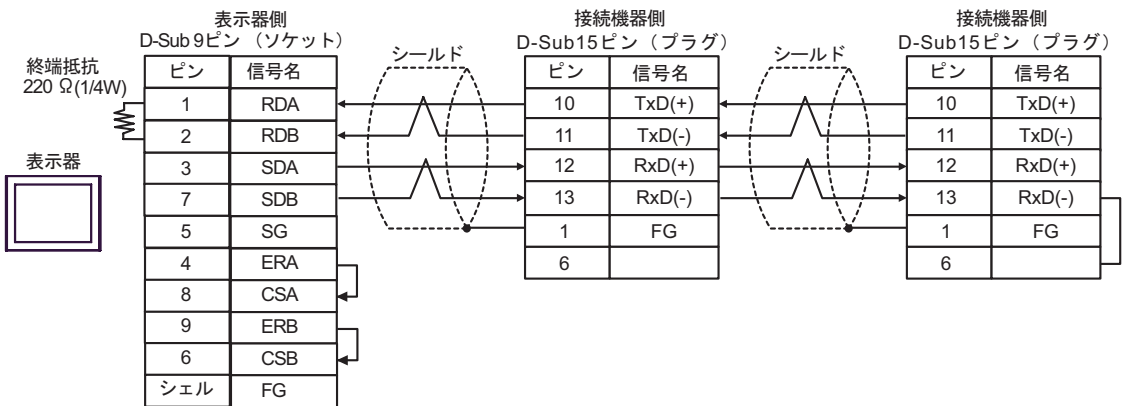 表示器側
D-Sub 9ピン （ソケット）
終端抵抗
220 Ω(1/4W)
表示器
ピン 信号名
1 RDA
2 RDB
3 SDA
7 SDB
5 SG
4 ERA
8 CSA
9 ERB
6 CSB
シェル FG
シールド
接続機器側
D-Sub15ピン（プラグ）
ピン 信号名
10 TxD(+)
11 TxD(-)
12 RxD(+)
13 RxD(-)
1 FG
6
シールド
接続機器側
D-Sub15ピン（プラグ）
ピン 信号名
10 TxD(+)
11 TxD(-)
12 RxD(+)
13 RxD(-)
1 FG
6